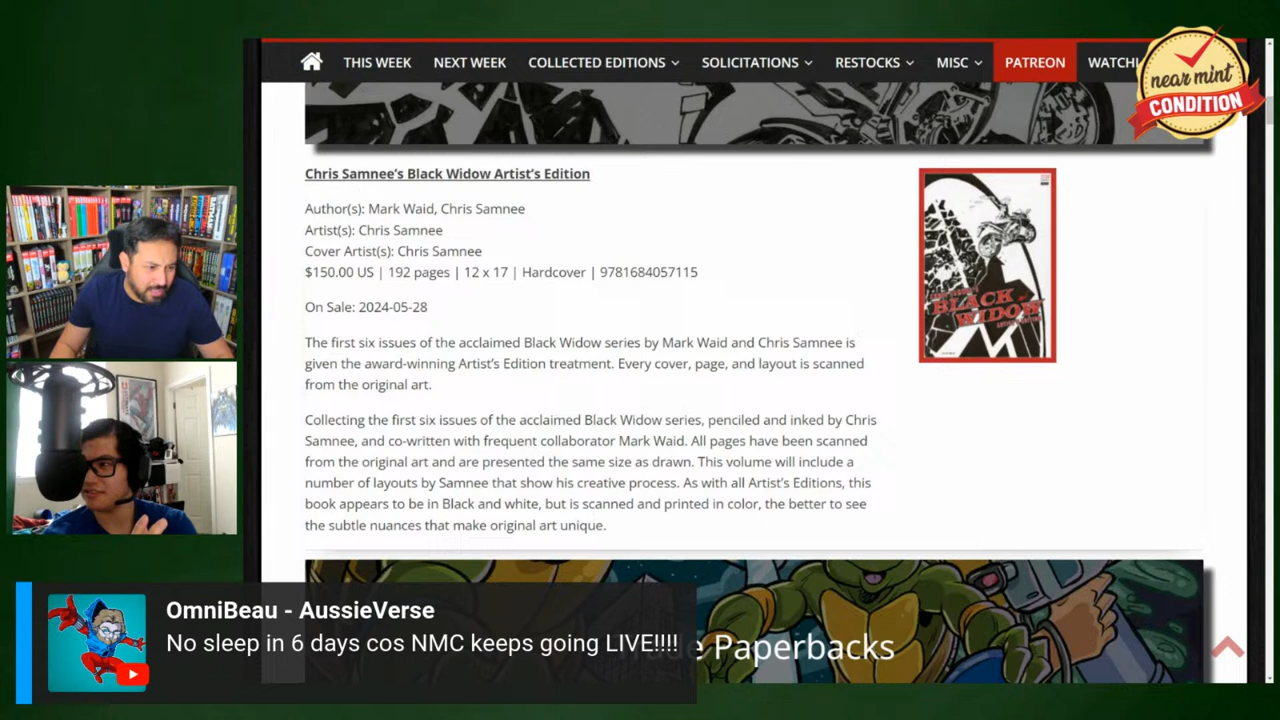 THIS WEEK NEXT WEEK COLLECTED EDITIONS SOLICITATIONS RESTOCKS MISC PATREON
near mint
CONDITION
Chris Samnee's Black Widow Artist's Edition
Author(s): Mark Waid, Chris Samnee
Artist(s): Chris Samnee
Cover Artist(s): Chris Samnee
$150.00 US | 192 pages | 12 x 17 | Hardcover | 9781684057115
On Sale: 2024-05-28
The first six issues of the acclaimed Black Widow series by Mark Waid and Chris Samnee is
given the award-winning Artist's Edition treatment. Every cover, page, and layout is scanned
from the original art.
Collecting the first six issues of the acclaimed Black Widow series, penciled and inked by Chris
Samnee, and co-written with frequent collaborator Mark Waid. All pages have been scanned
from the original art and are presented the same size as drawn. This volume will include a
number of layouts by Samnee that show his creative process. As with all Artist's Editions, this
book appears to be in Black and white, but is scanned and printed in color, the better to see
the subtle nuances that make original art unique.
BLACK
WIDOW
Paperbacks
OmniBeau - AussieVerse
No sleep in 6 days cos NMC keeps going LIVE!!!!